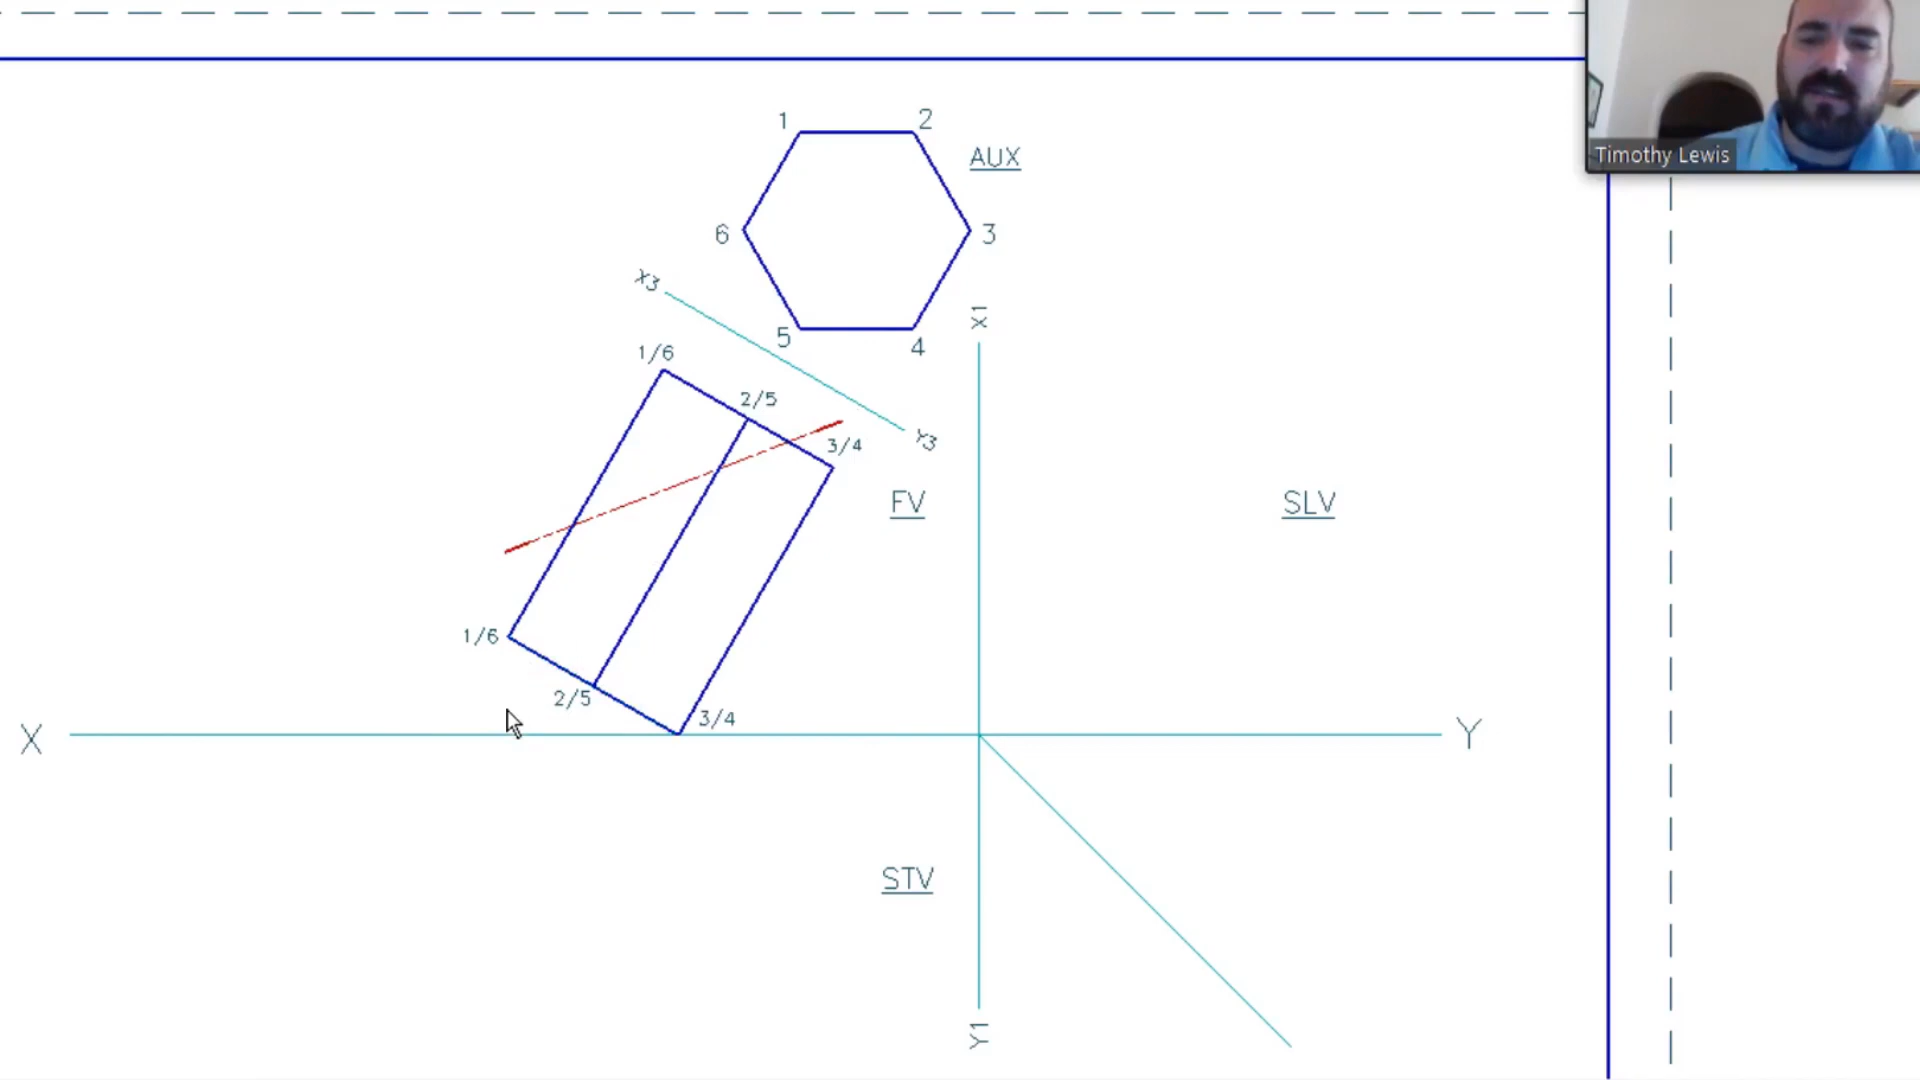 1
2
AUX
Timothy Lewis
6
3
X3
X1
5
4
1/6
2/5
Y3
3/4
FV
SLV
1/6
2/5
3/4
X
Y
STV
Y1